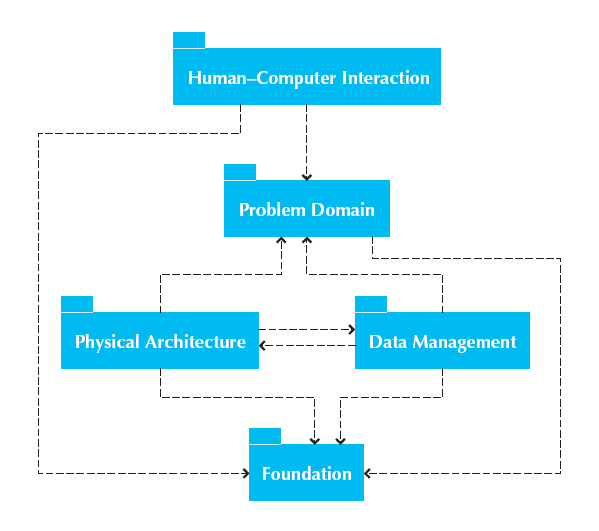 Human–Computer Interaction
Problem Domain
Physical Architecture
Data Management
Foundation